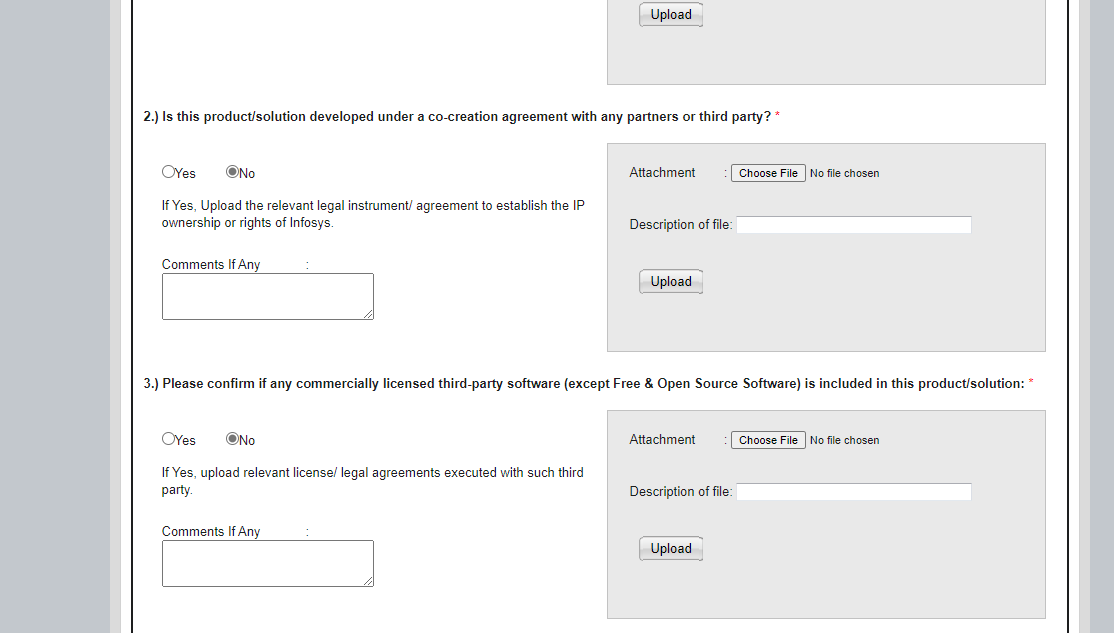 Upload
2.) Is this product/solution developed under a co-creation agreement with any partners or third party? *
Yes No
Attachment : Choose File No file chosen
If Yes, Upload the relevant legal instrument/ agreement to establish the IP
ownership or rights of Infosys.
Description of file:
Comments If Any :
Upload
3.) Please confirm if any commercially licensed third-party software (except Free & Open Source Software) is included in this product/solution: *
Yes No
Attachment : Choose File No file chosen
If Yes, upload relevant license/ legal agreements executed with such third
party.
Description of file:
Comments If Any :
Upload